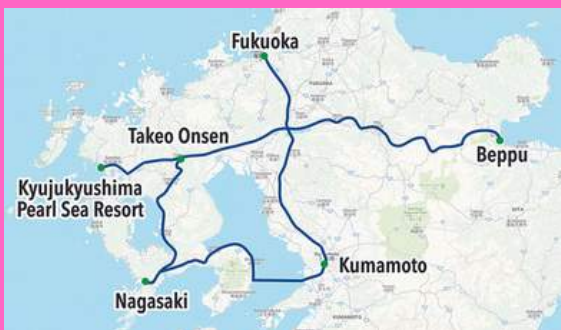 Fukuoka
Takeo Onsen
Beppu
Kyujukyushima
Pearl Sea Resort
Kumamoto
Nagasaki